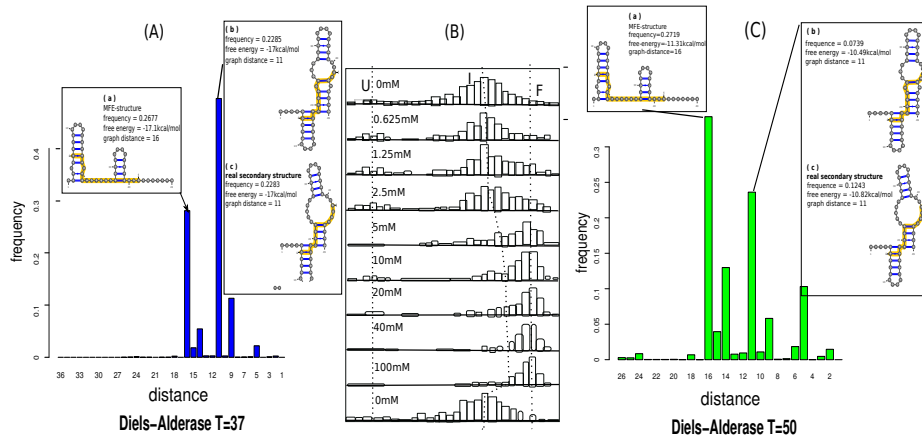 (A)
(a)
MFE-structure
frequency = 0.2677
free energy = -17.1kcal/mol
graph distance = 16
(b)
frequency = 0.2285
free energy = -17kcal/mol
graph distance = 11
(c)
real secondary structure
frequency = 0.2283
free energy = -17kcal/mol
graph distance = 11
frequency
0 0.1 0.2 0.3 0.4
36 33 30 27 24 21 18 15 12 9 7 5 3 1
distance
Diels-Alderase T=37
(B)
U I F
0mM
0.625mM
1.25mM
2.5mM
5mM
10mM
20mM
40mM
100mM
0mM
(C)
(a)
MFE-structure
frequency=0.2719
free-energy=-11.31kcal/mol
graph-distance=16
(b)
frequence = 0.0739
free energy = -10.49kcal/mol
graph distance = 11
(c)
real secondary structure
frequence = 0.1243
free energy = -10.82kcal/mol
graph distance = 11
frequency
0 0.05 0.1 0.15 0.2 0.25 0.3
26 24 22 20 18 16 14 12 10 8 6 4 2
distance
Diels-Alderase T=50